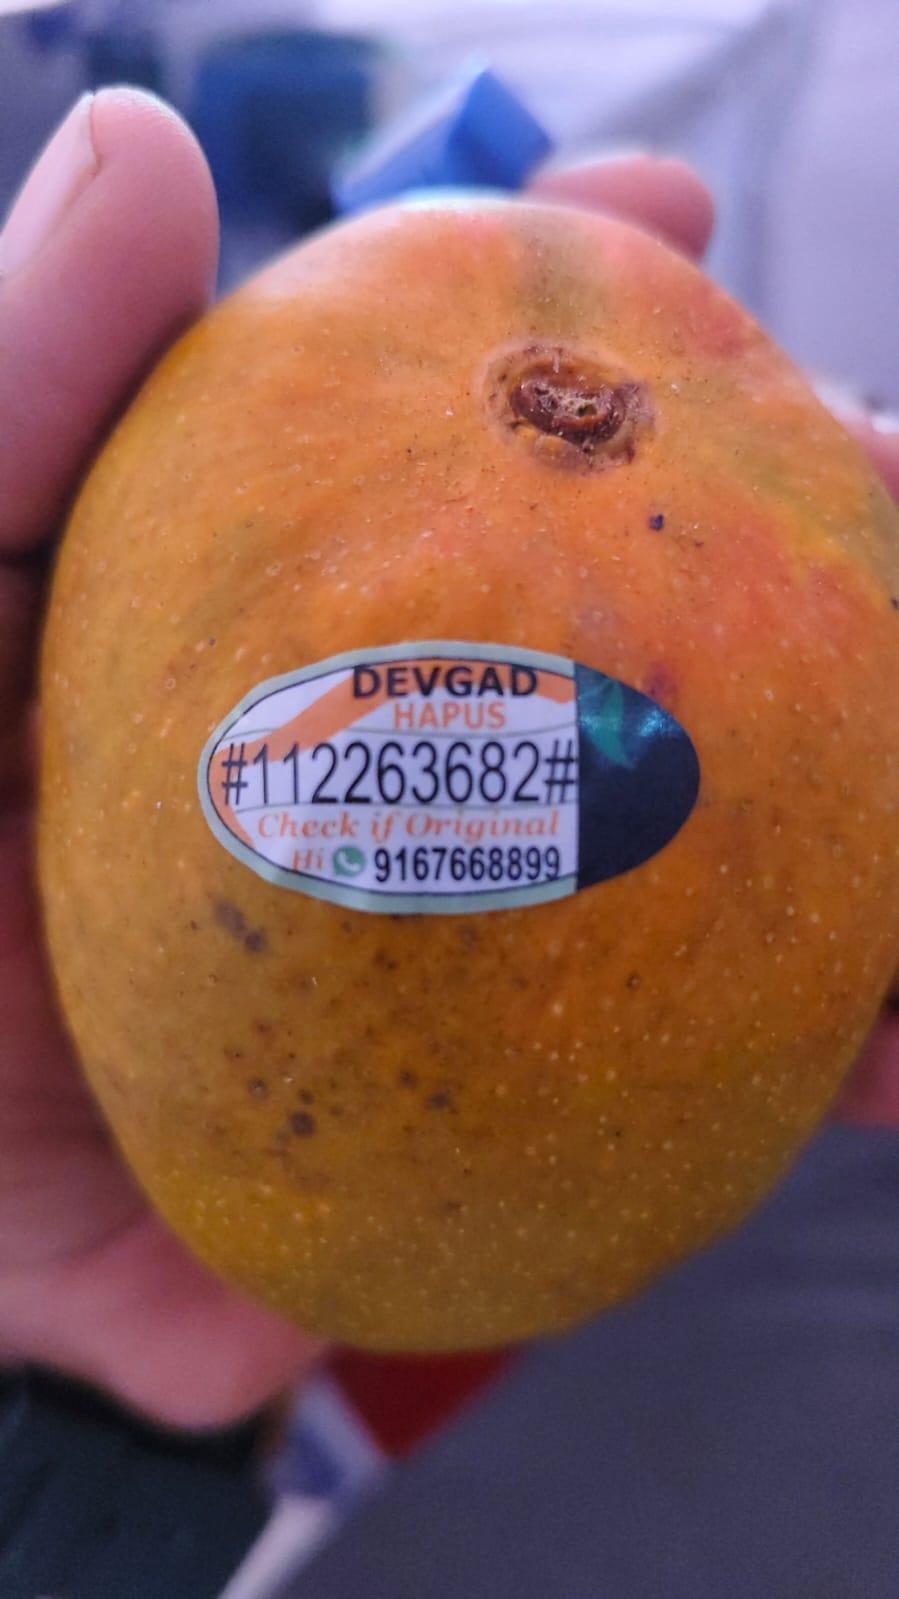 DEVGAD
HAPUS
#112263682#
Check if Original
Hi 9167668899